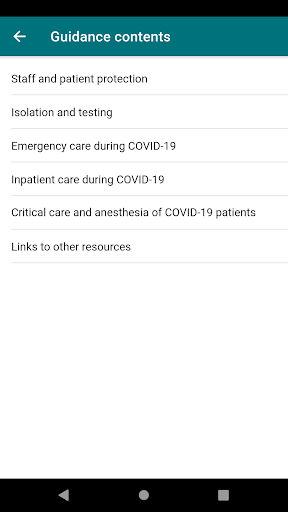 Guidance contents
Staff and patient protection
Isolation and testing
Emergency care during COVID-19
Inpatient care during COVID-19
Critical care and anesthesia of COVID-19 patients
Links to other resources